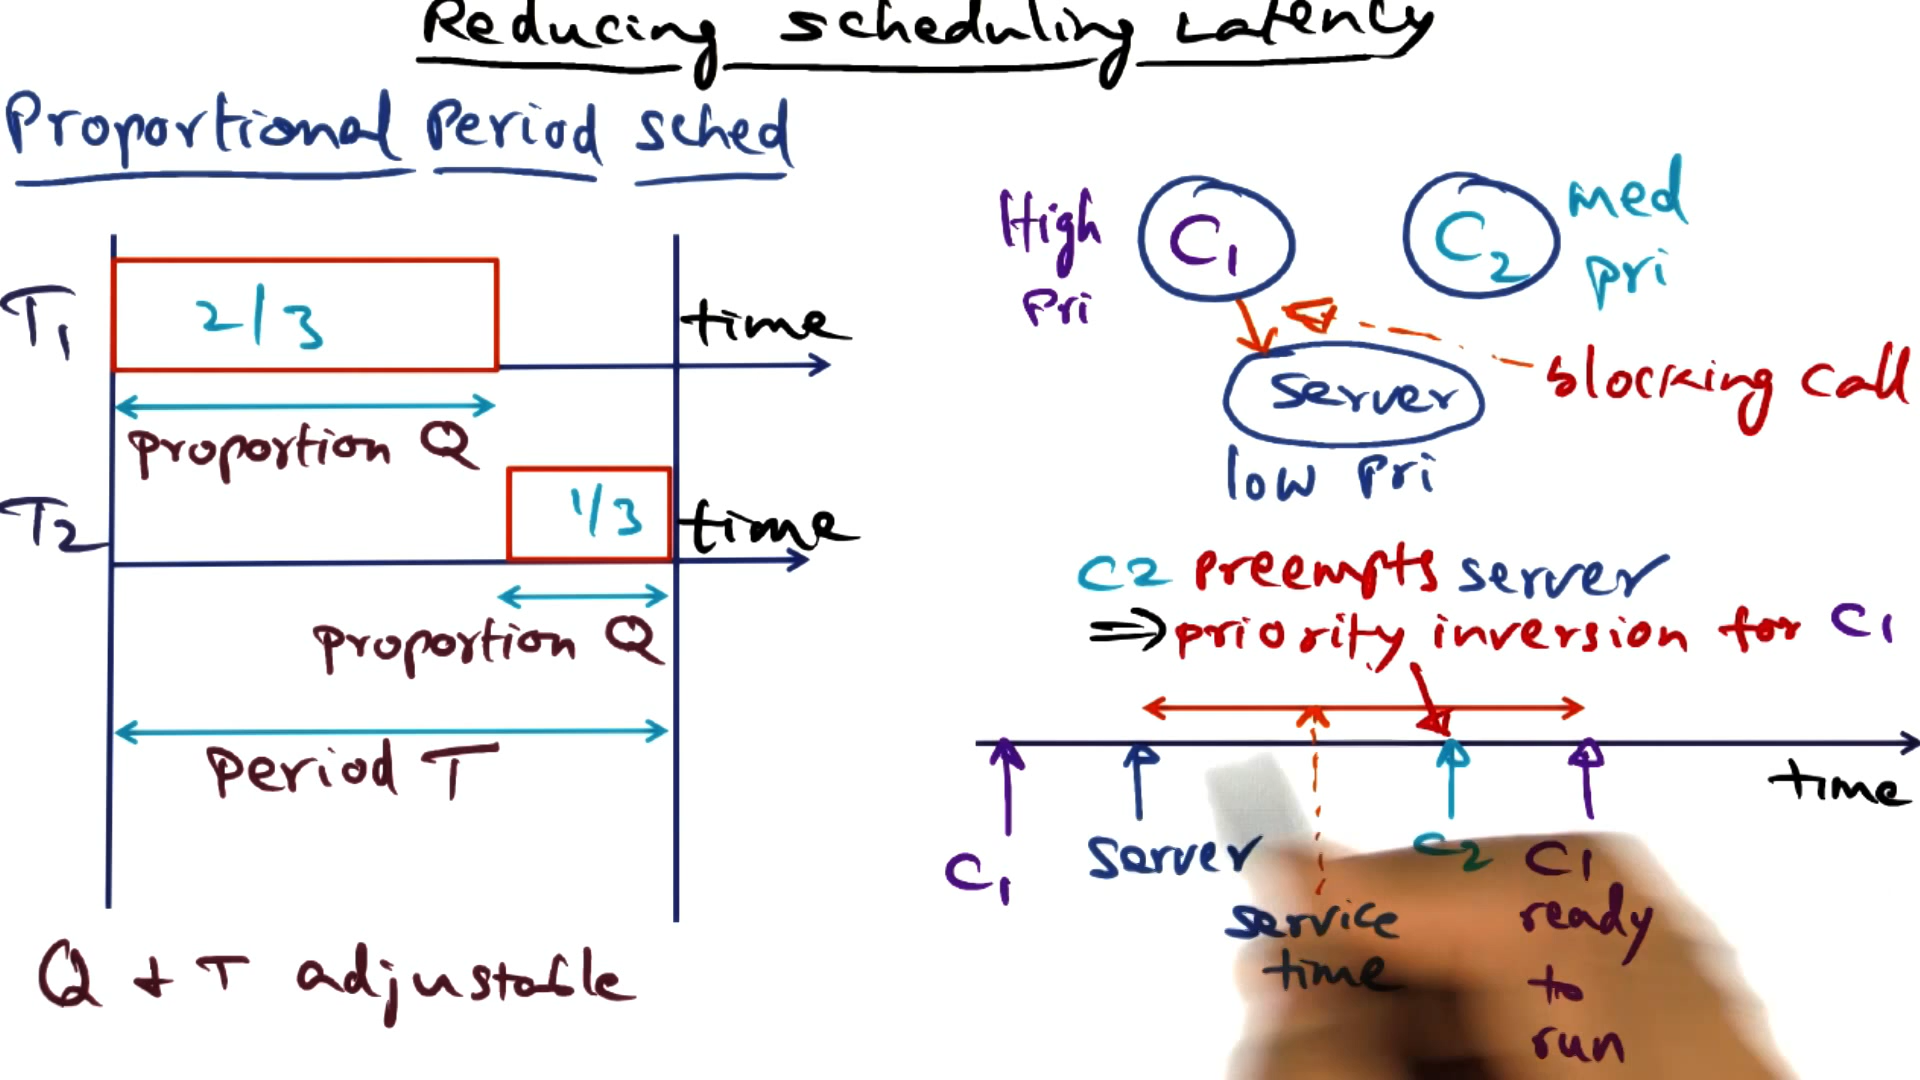 Reducing scheduling Latency
Proportional Period sched
T1
2/3
time
proportion Q
T2
1/3
time
proportion Q
Period T
Q + T adjustable
High
Pri
C1
C2
med
pri
blocking call
server
low Pri
C2 preempts server
⇒ priority inversion for C1
time
C1
server
service
time
C2
C1
ready
to
run